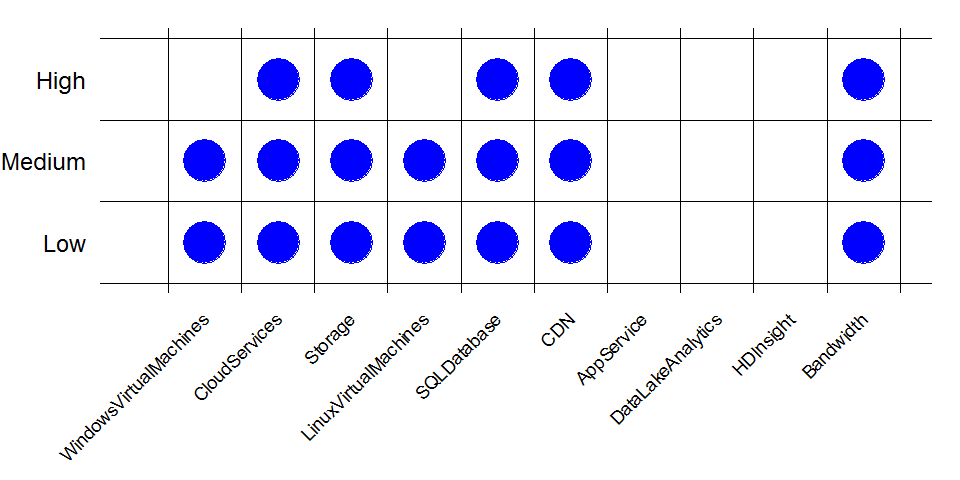 High
Medium
Low
WindowsVirtualMachines
CloudServices
Storage
LinuxVirtualMachines
SQLDatabase
CDN
AppService
DataLakeAnalytics
HDInsight
Bandwidth